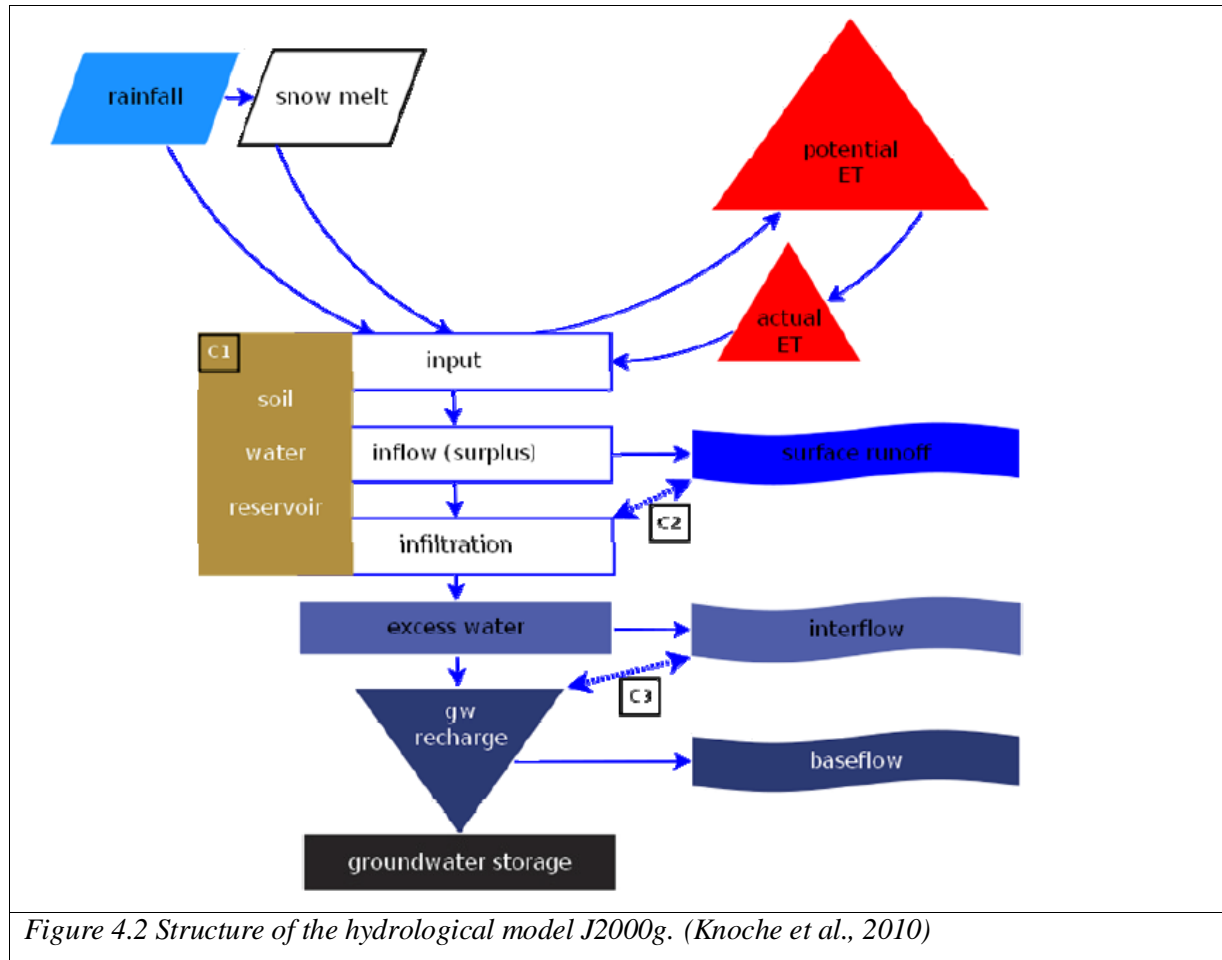 rainfall
snow melt
potential
ET
actual
ET
C1
input
soil
water
inflow (surplus)
surface runoff
reservoir
C2
infiltration
excess water
interflow
C3
gw
recharge
baseflow
groundwater storage
Figure 4.2 Structure of the hydrological model J2000g. (Knoche et al., 2010)